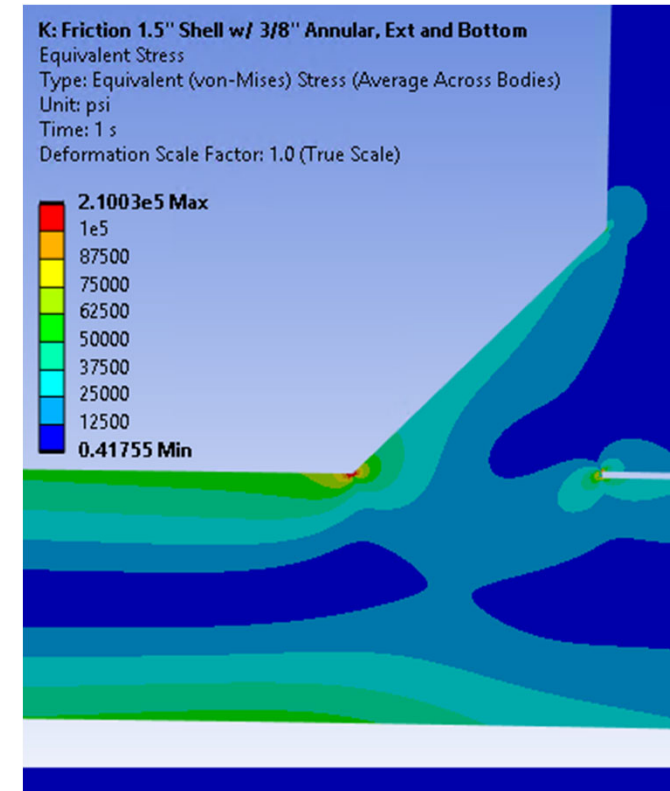 K: Friction 1.5" Shell w/ 3/8" Annular, Ext and Bottom
Equivalent Stress
Type: Equivalent (von-Mises) Stress (Average Across Bodies)
Unit: psi
Time: 1 s
Deformation Scale Factor: 1.0 (True Scale)
2.1003e5 Max
1e5
87500
75000
62500
50000
37500
25000
12500
0.41755 Min